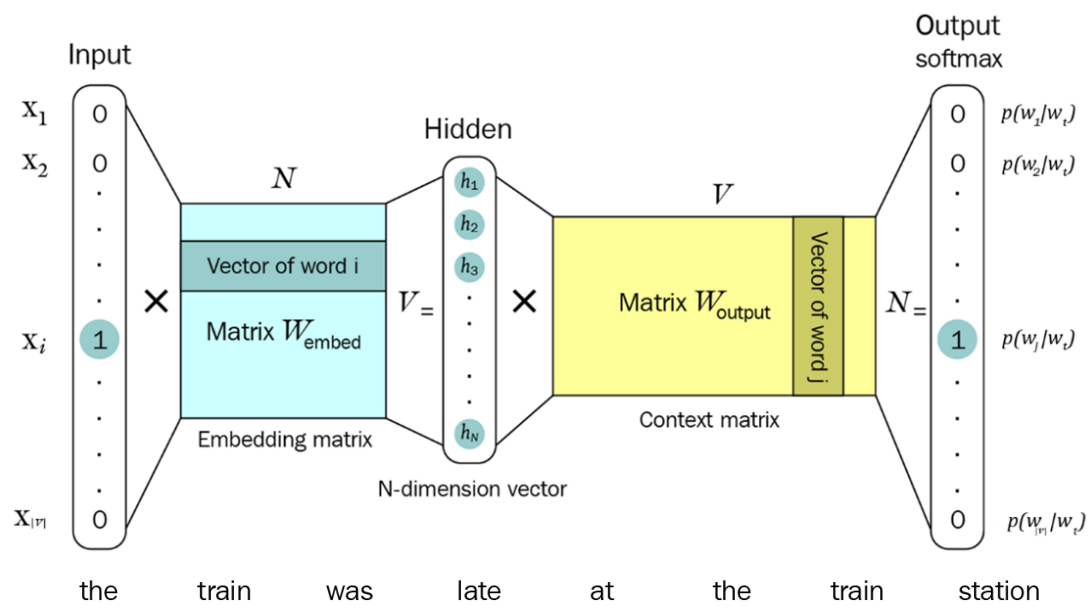 Input
x1
x2
xi
x|v|
0
0
1
0
N
Vector of word i
Matrix Wembed
V=
Embedding matrix
×
Hidden
h1
h2
h3
hN
N-dimension vector
×
V
Matrix Woutput
Vector of word j
N=
Context matrix
Output
softmax
0
0
1
0
p(w1/wt)
p(w2/wt)
p(wj/wt)
p(w|v|/wt)
the train was late at the train station